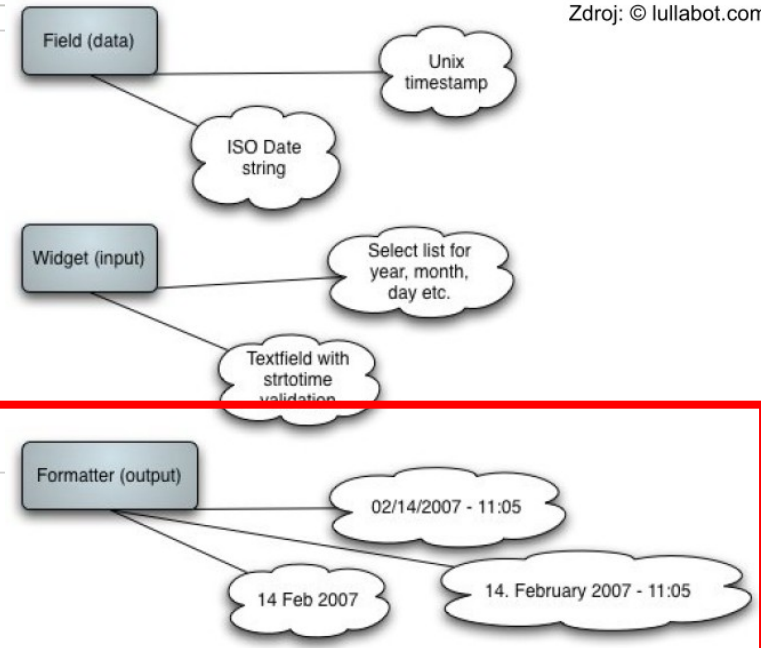 Zdroj: © lullabot.com
Field (data)
Unix
timestamp
ISO Date
string
Widget (input)
Select list for
year, month,
day etc.
Textfield with
strtotime
validation
Formatter (output)
02/14/2007 - 11:05
14. February 2007 - 11:05
14 Feb 2007